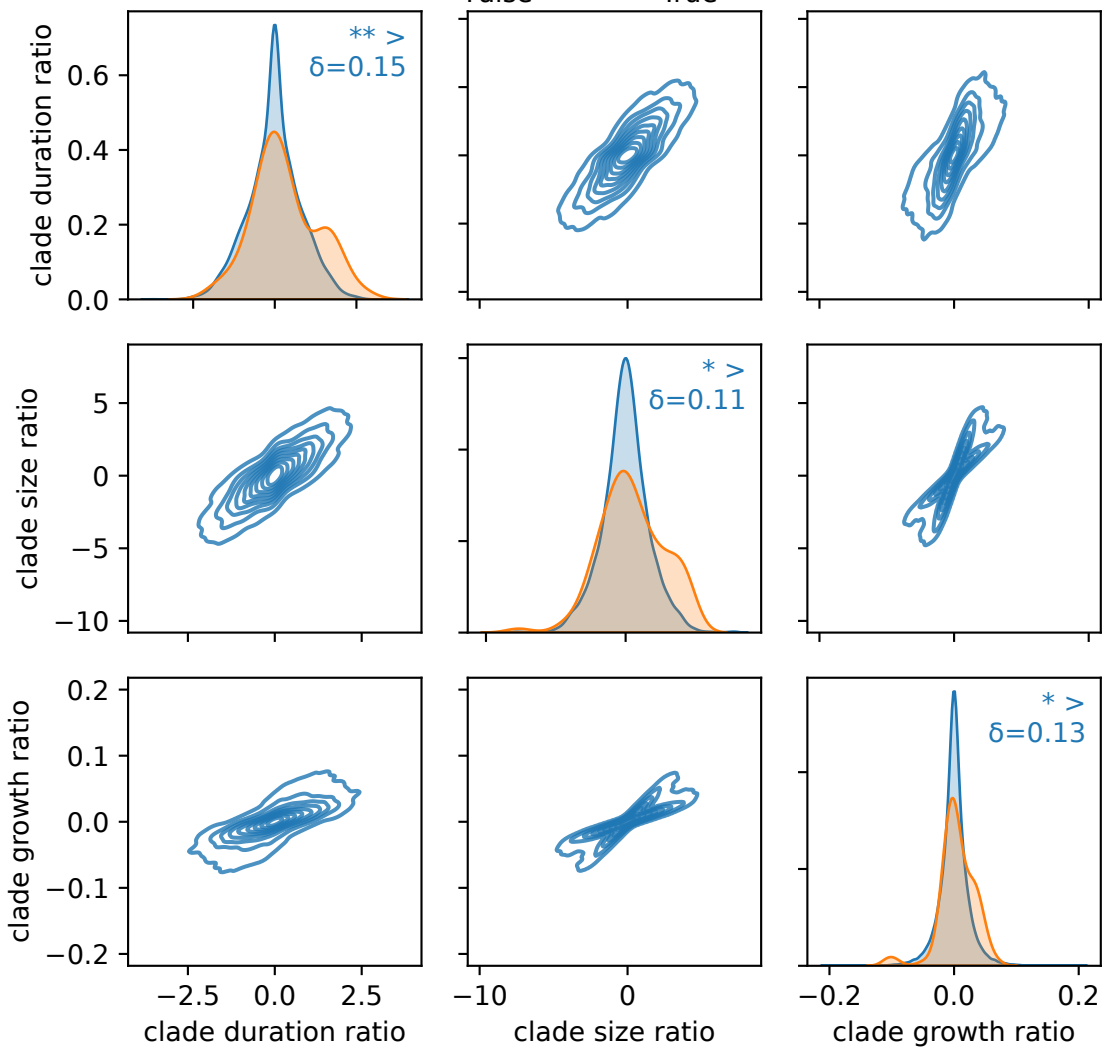 clade duration ratio
0.6
0.4
0.2
0.0
** >
δ=0.15
clade size ratio
5
0
−5
−10
* >
δ=0.11
clade growth ratio
0.2
0.1
0.0
−0.1
−0.2
* >
δ=0.13
−2.5 0.0 2.5
−10 0
−0.2 0.0 0.2
clade duration ratio
clade size ratio
clade growth ratio